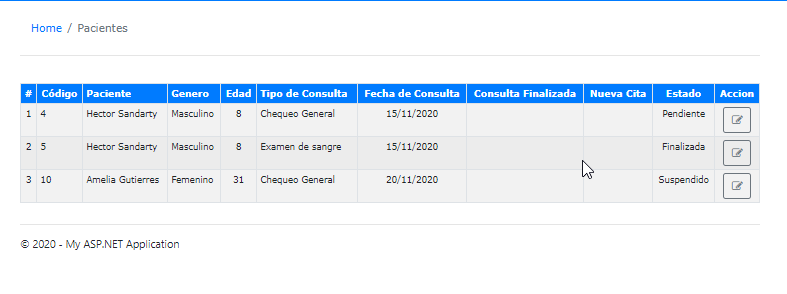 Home / Pacientes
# Código Paciente Genero Edad Tipo de Consulta Fecha de Consulta Consulta Finalizada Nueva Cita Estado Accion
1 4 Hector Sandarty Masculino 8 Chequeo General 15/11/2020 Pendiente
2 5 Hector Sandarty Masculino 8 Examen de sangre 15/11/2020 Finalizada
3 10 Amelia Gutierres Femenino 31 Chequeo General 20/11/2020 Suspendido
© 2020 - My ASP.NET Application